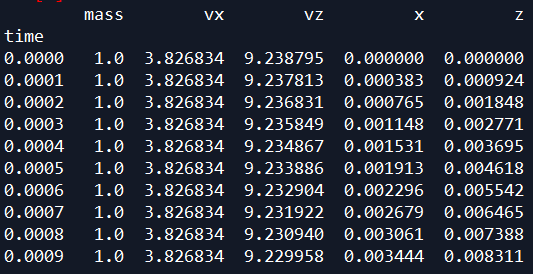 mass vx vz x z
time
0.0000 1.0 3.826834 9.238795 0.000000 0.000000
0.0001 1.0 3.826834 9.237813 0.000383 0.000924
0.0002 1.0 3.826834 9.236831 0.000765 0.001848
0.0003 1.0 3.826834 9.235849 0.001148 0.002771
0.0004 1.0 3.826834 9.234867 0.001531 0.003695
0.0005 1.0 3.826834 9.233886 0.001913 0.004618
0.0006 1.0 3.826834 9.232904 0.002296 0.005542
0.0007 1.0 3.826834 9.231922 0.002679 0.006465
0.0008 1.0 3.826834 9.230940 0.003061 0.007388
0.0009 1.0 3.826834 9.229958 0.003444 0.008311